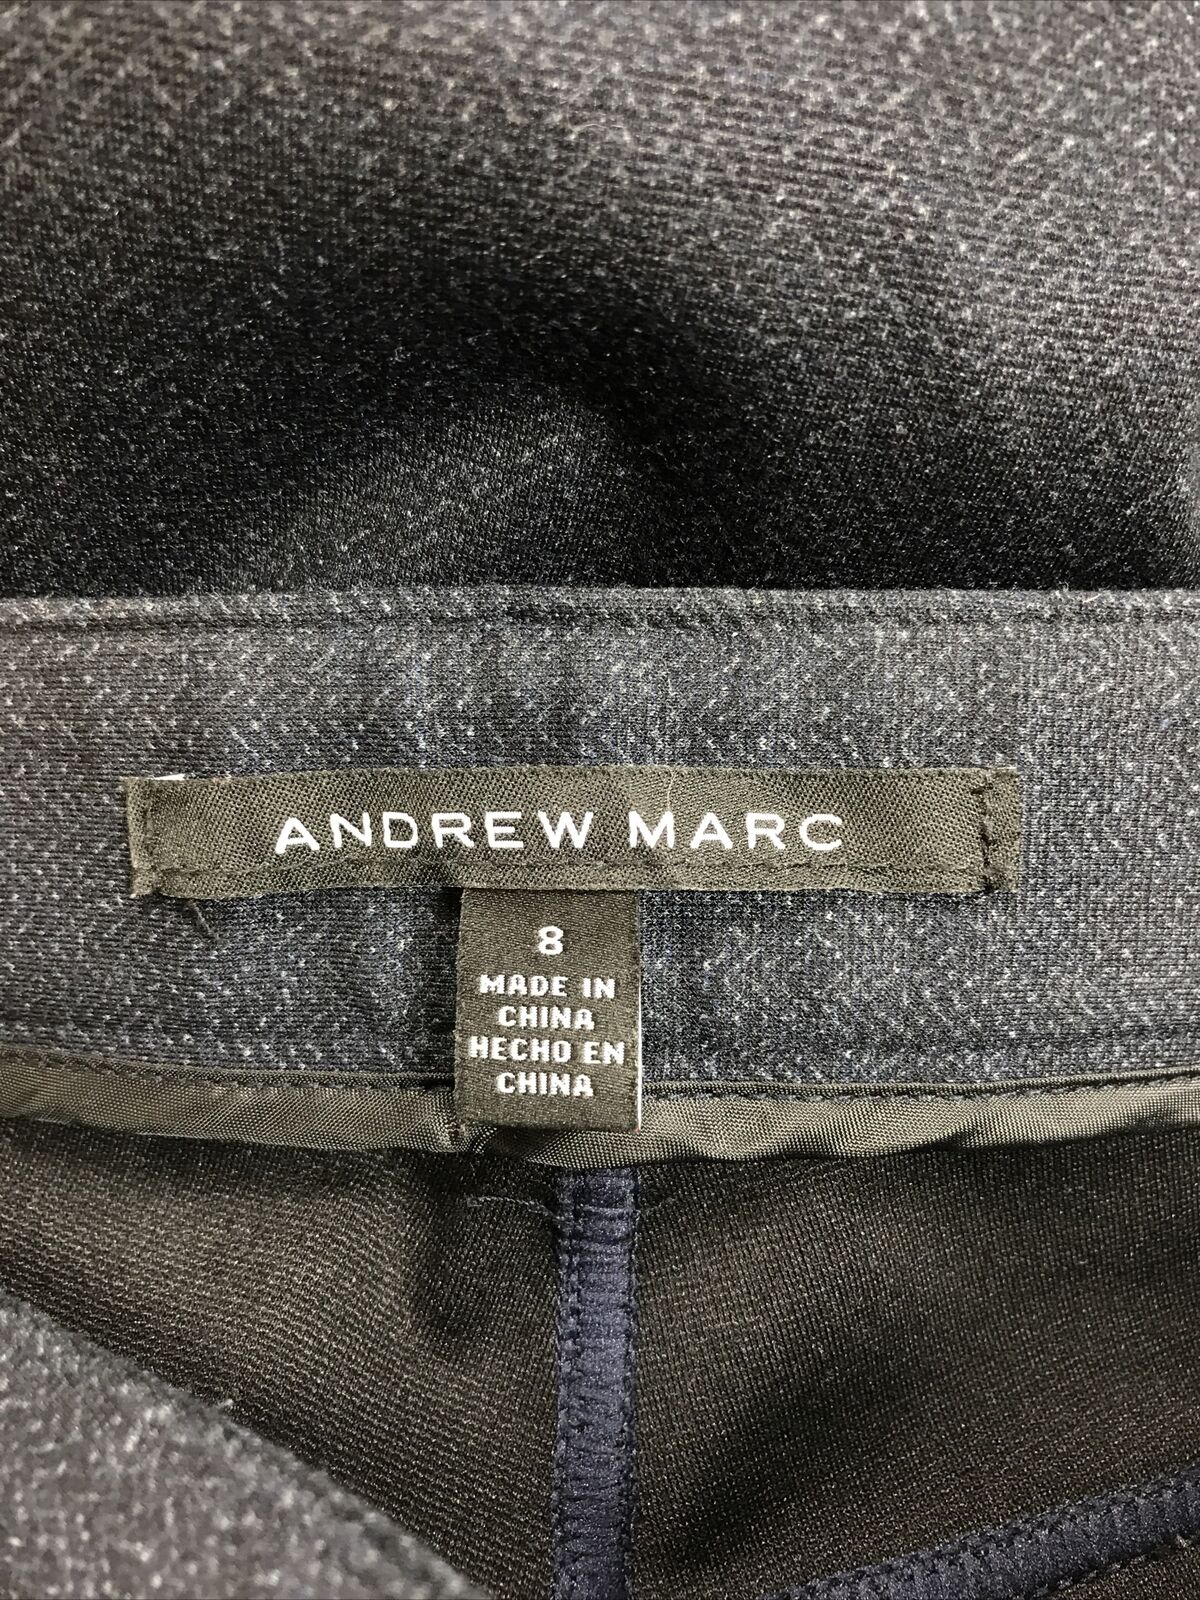 ANDREW MARC
8
MADE IN
CHINA
HECHO EN
CHINA